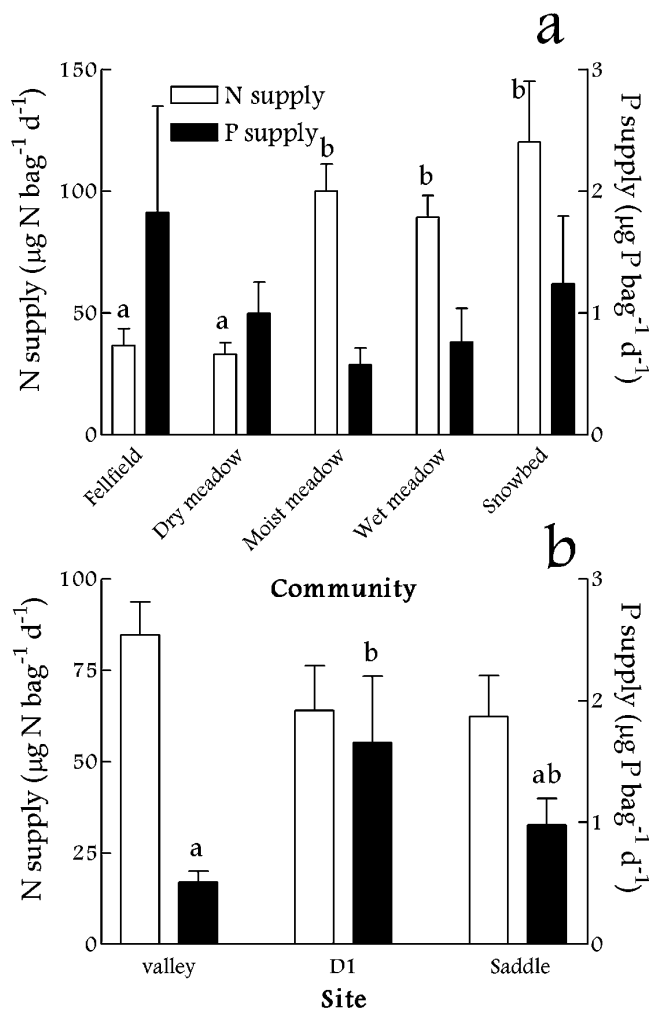 a
150
100
50
0
N supply (µg N bag⁻¹ d⁻¹)
N supply
P supply
3
2
1
0
P supply (µg P bag⁻¹ d⁻¹)
a
a
b
b
b
Fellfield
Dry meadow
Moist meadow
Wet meadow
Snowbed
Community
b
100
75
50
25
0
N supply (µg N bag⁻¹ d⁻¹)
3
2
1
0
P supply (µg P bag⁻¹ d⁻¹)
a
b
ab
valley
D1
Saddle
Site